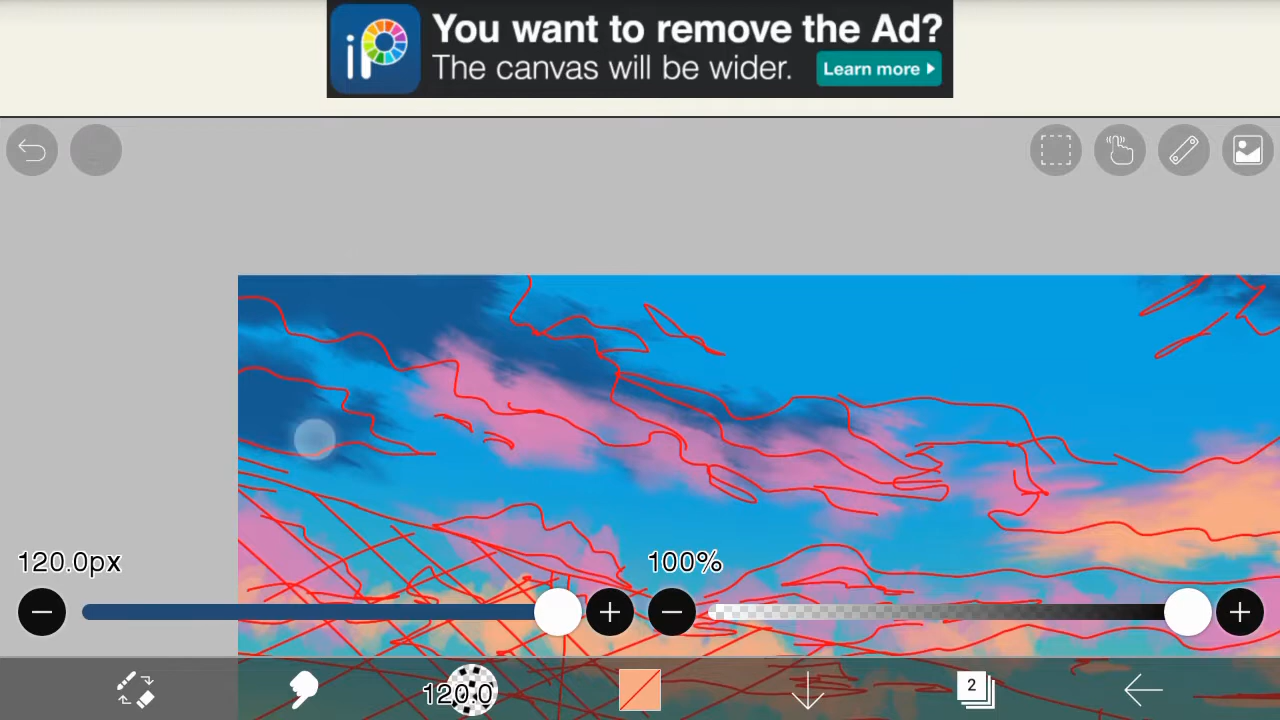 iP
You want to remove the Ad?
The canvas will be wider.
Learn more
120.0px
100%
120.0
2